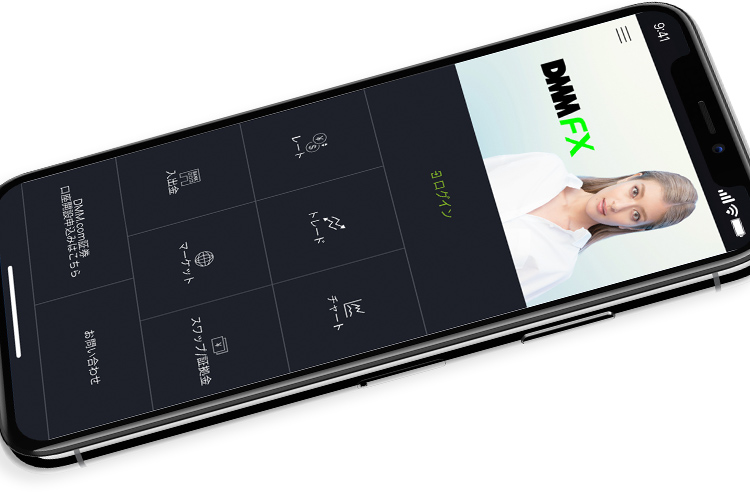 9:41
DMM FX
ログイン
レート
トレード
チャート
入出金
マーケット
スワップ/証拠金
DMM.com証券
口座開設申込みはこちら
お問い合わせ